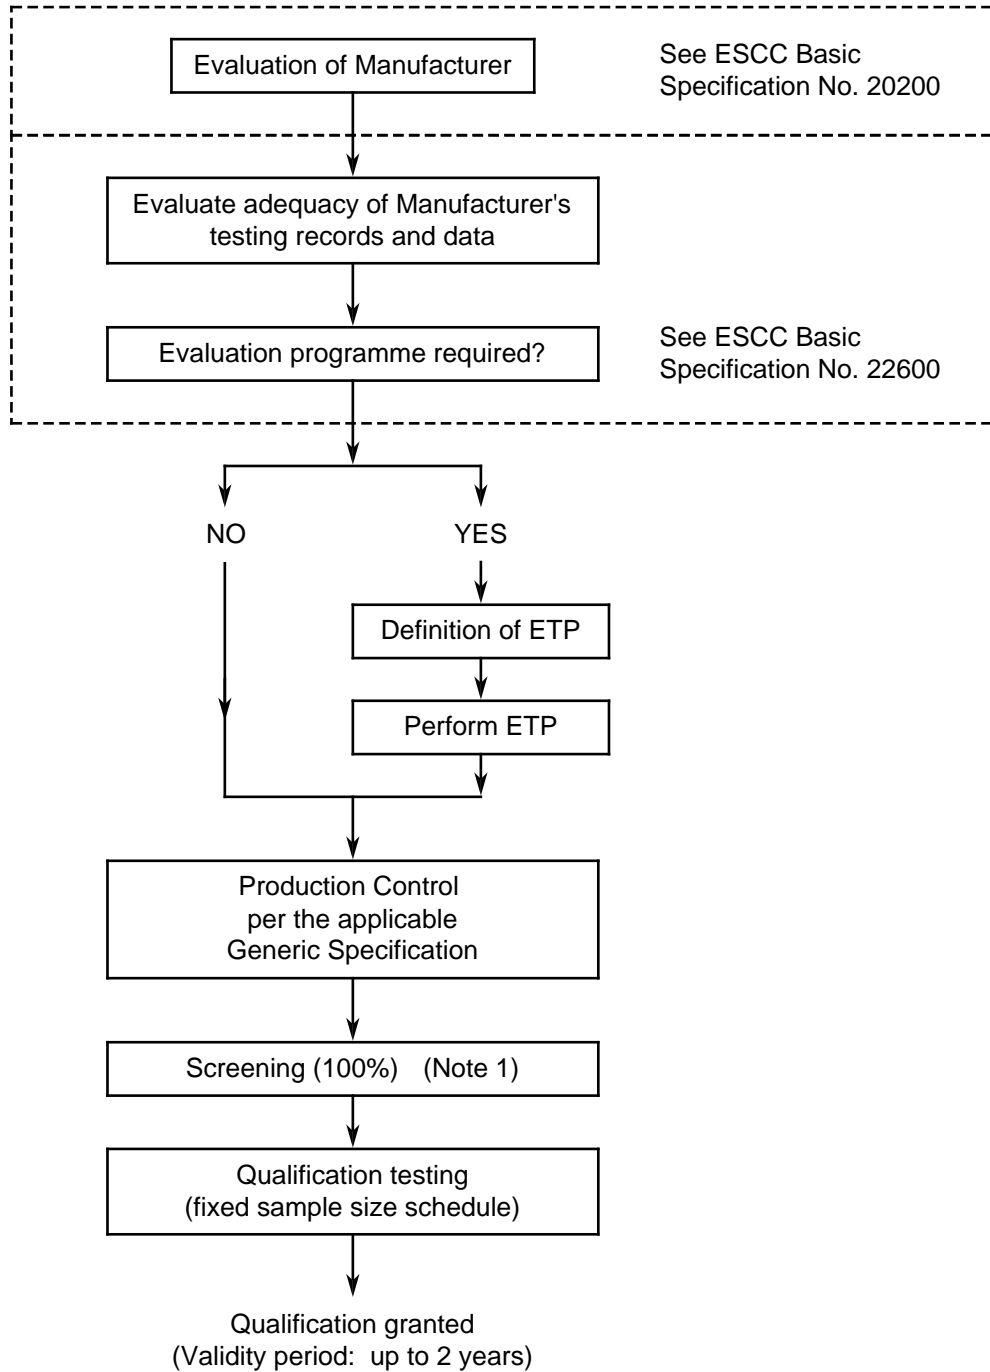 Evaluation of Manufacturer
See ESCC Basic
Specification No. 20200
Evaluate adequacy of Manufacturer's
testing records and data
Evaluation programme required?
See ESCC Basic
Specification No. 22600
NO
YES
Definition of ETP
Perform ETP
Production Control
per the applicable
Generic Specification
Screening (100%) (Note 1)
Qualification testing
(fixed sample size schedule)
Qualification granted
(Validity period: up to 2 years)